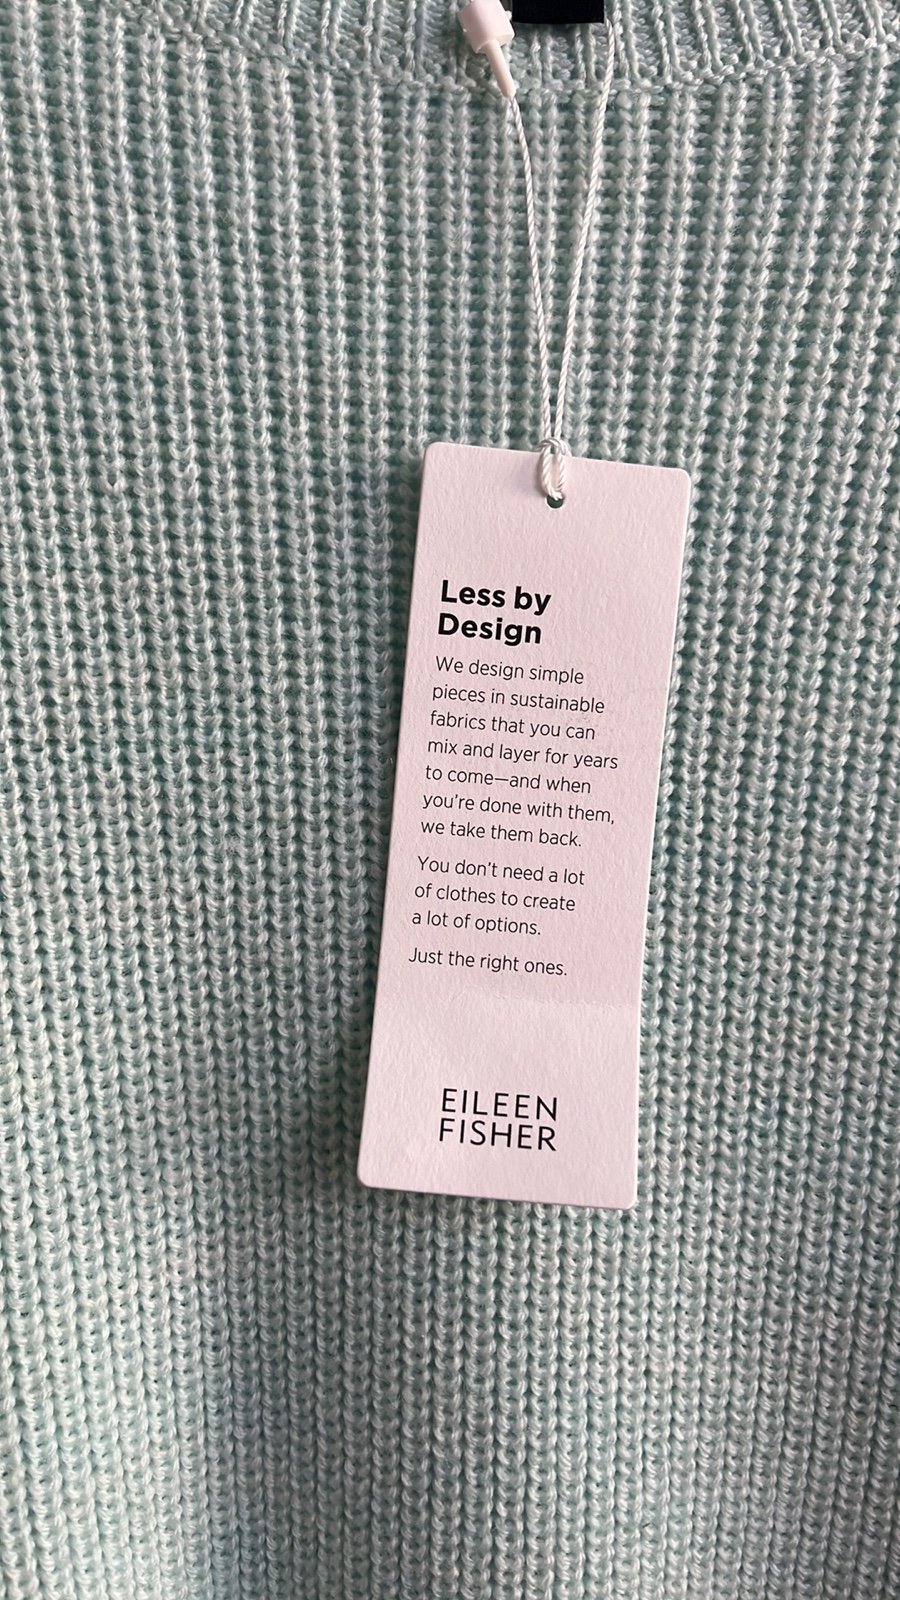 Less by
Design
We design simple
pieces in sustainable
fabrics that you can
mix and layer for years
to come—and when
you're done with them,
we take them back.
You don't need a lot
of clothes to create
a lot of options.
Just the right ones.
EILEEN
FISHER